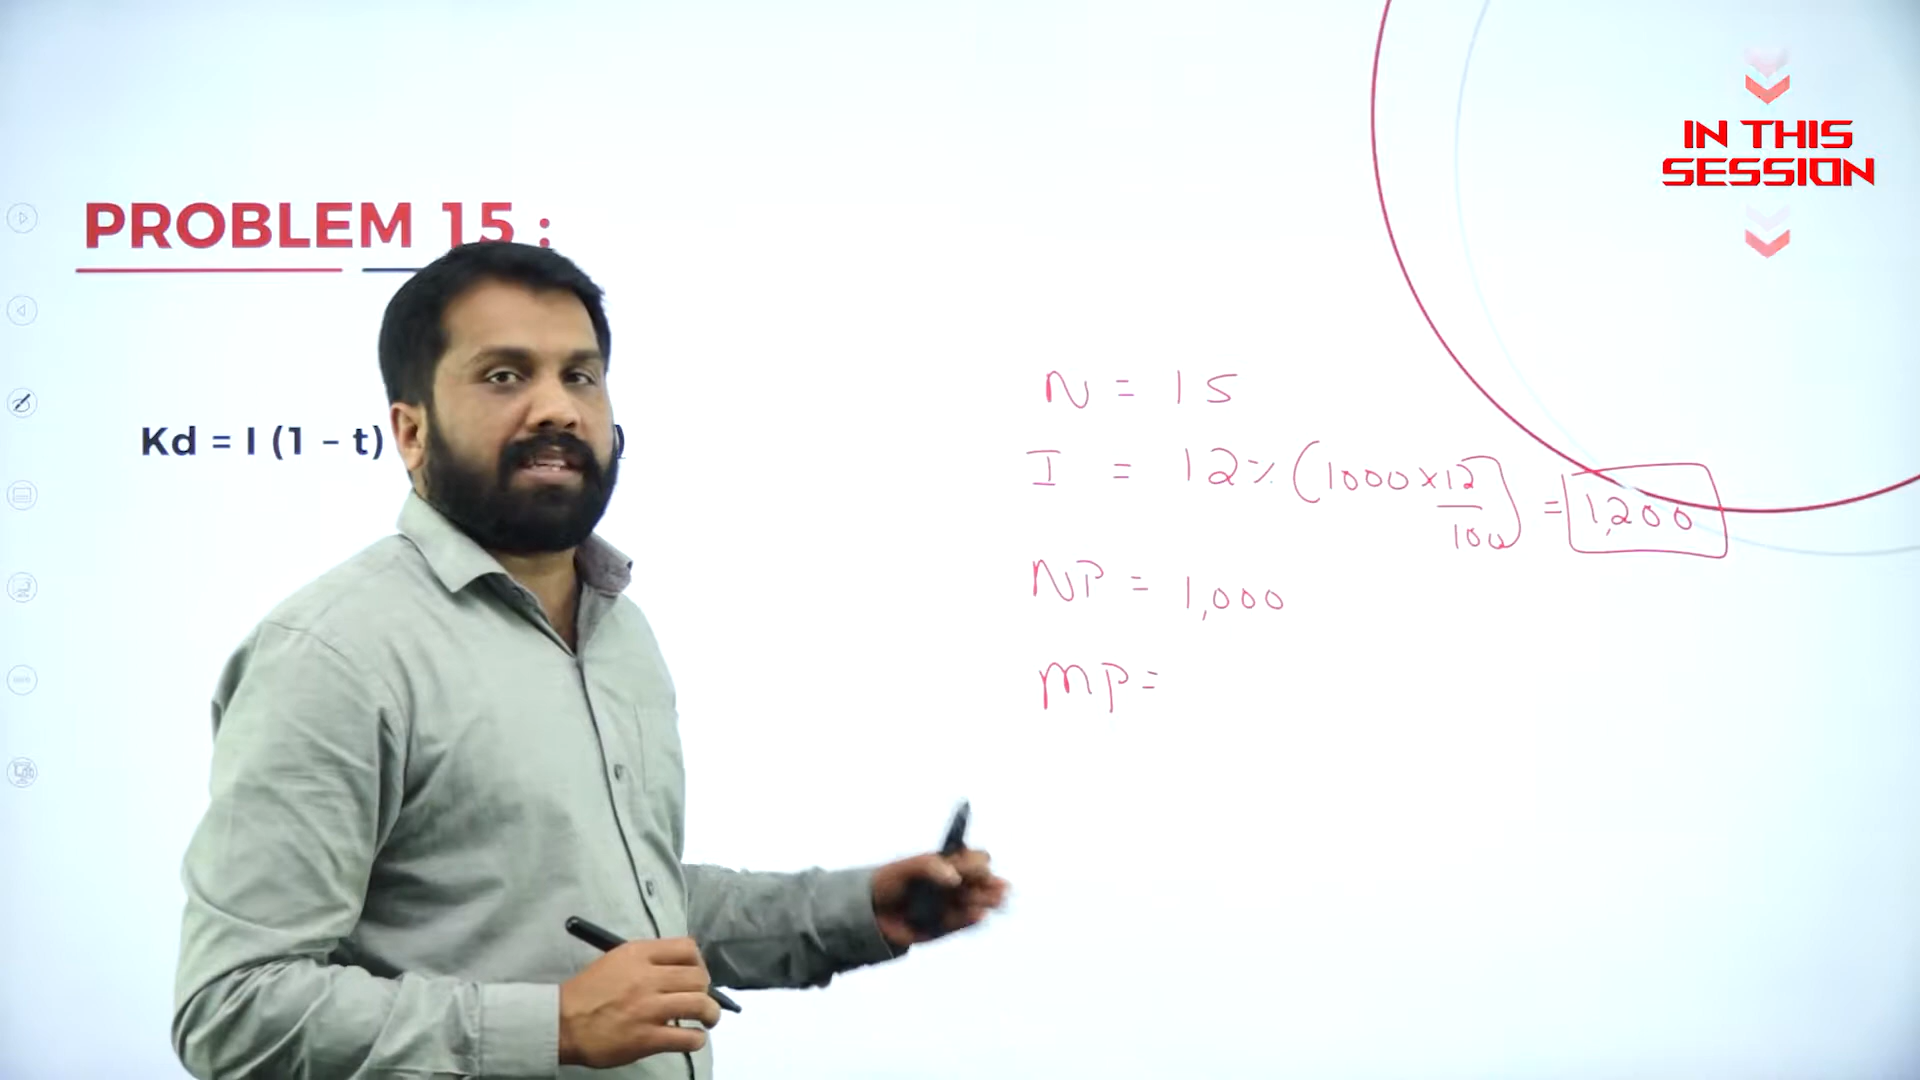 IN THIS
SESSION
PROBLEM 15 :
Kd = I (1 - t) )
N = 15
I = 12% (1000 x 12/100) = 1,200
NP = 1,000
MP =